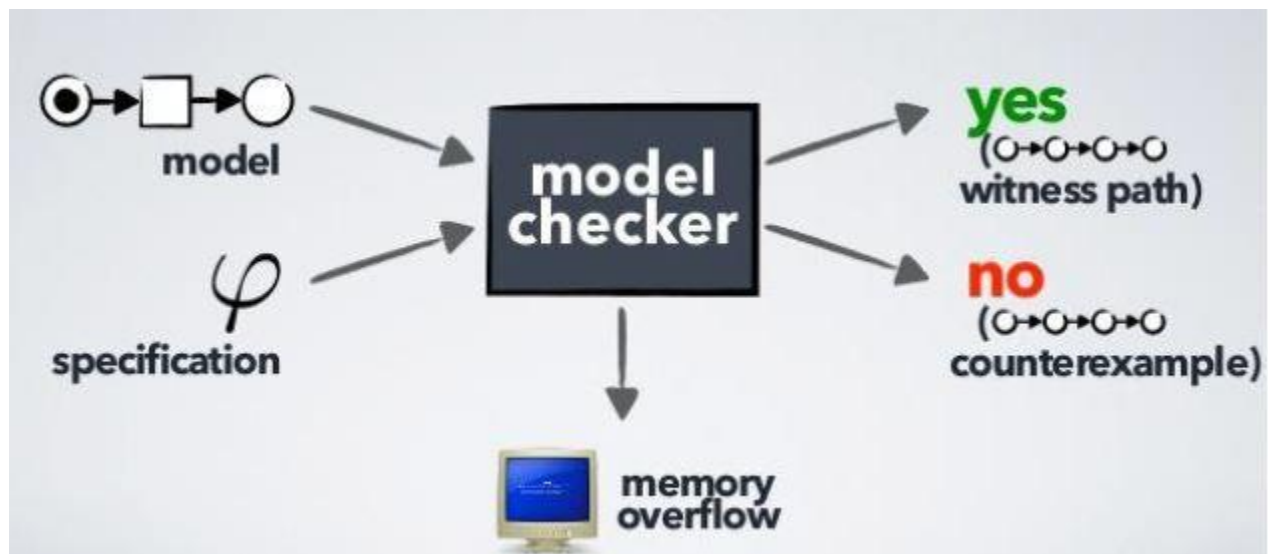 model
φ
specification
model
checker
yes
(
witness path)
no
(
counterexample)
memory
overflow